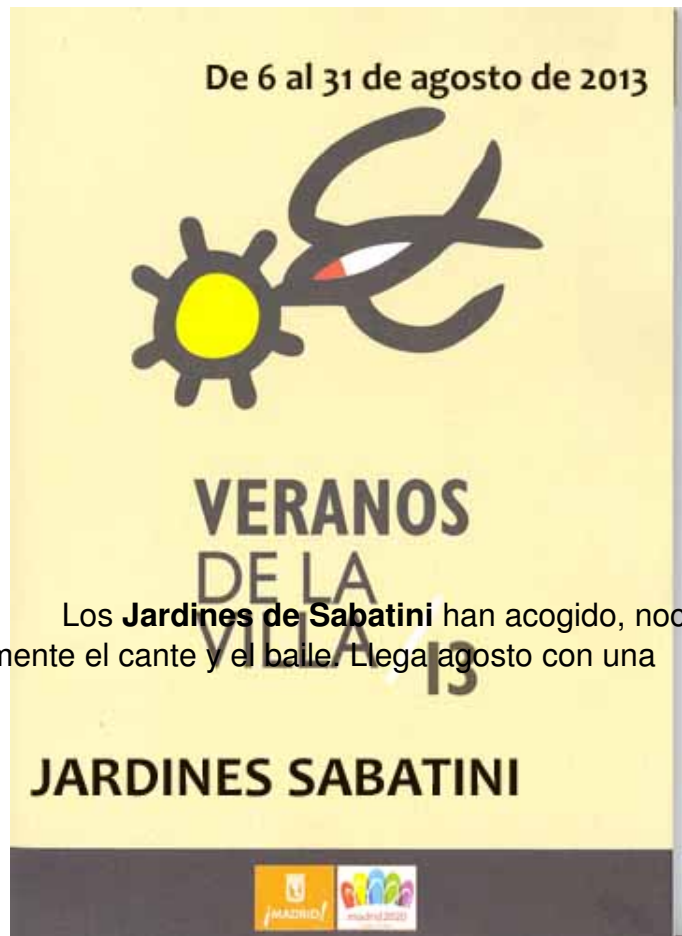 De 6 al 31 de agosto de 2013
VERANOS
DE LA
VILLA/13
Los Jardines de Sabatini han acogido, noc
mente el cante y el baile. Llega agosto con una
JARDINES SABATINI
¡MADRID!
madrid2020